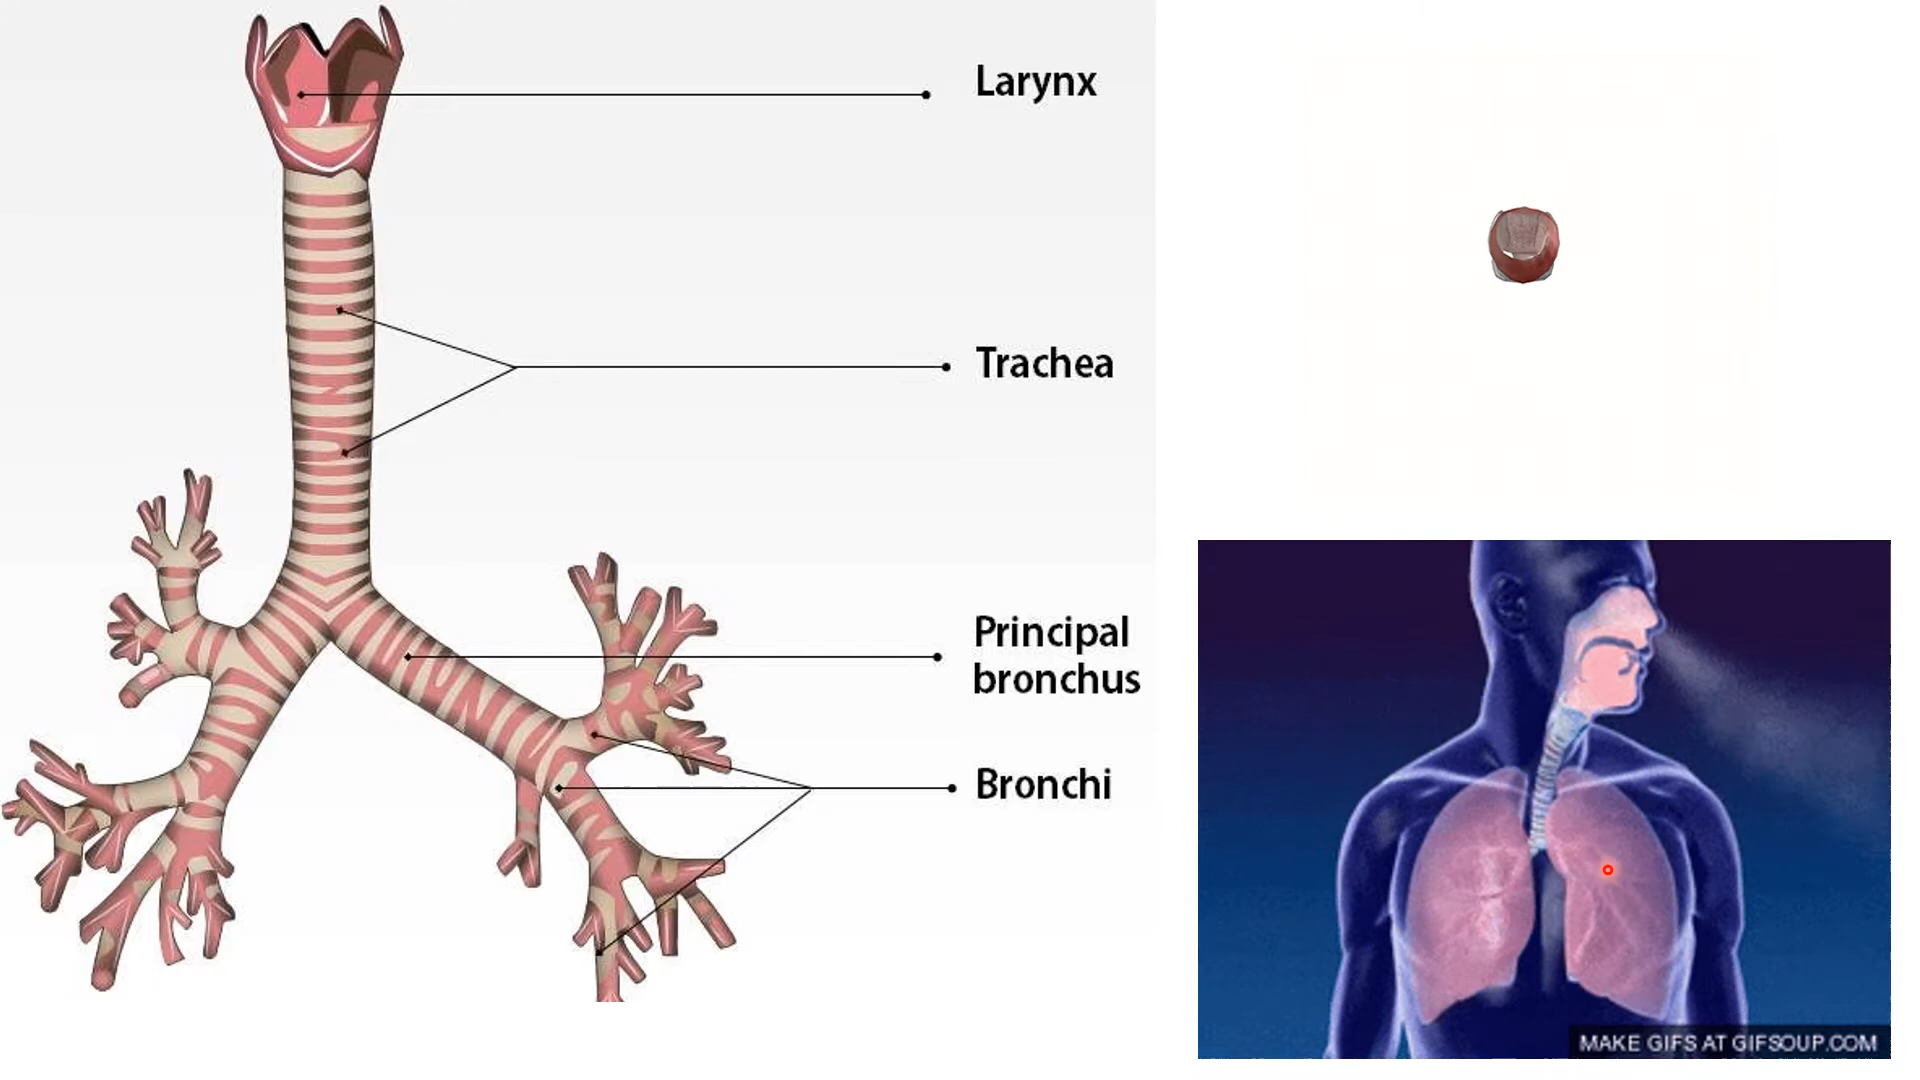 Larynx
Trachea
Principal
bronchus
Bronchi
MAKE GIFS AT GIFSOUP.COM